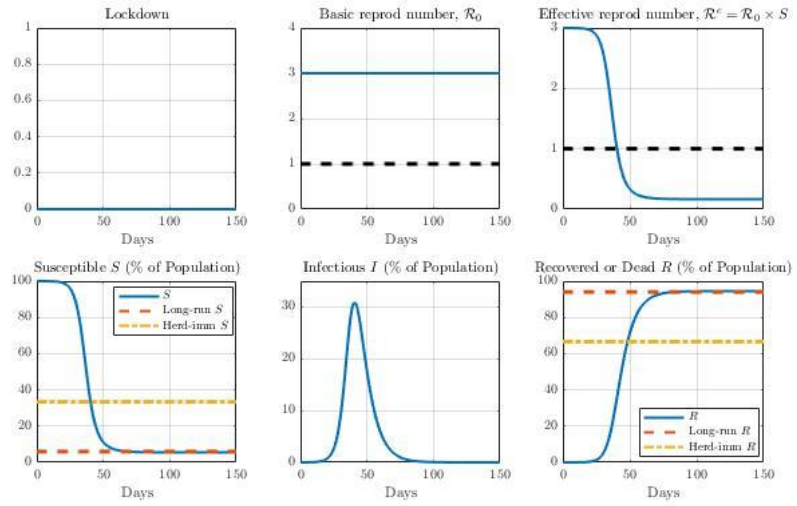 Lockdown
1
0.8
0.6
0.4
0.2
0
0 50 100 150
Days
Basic reprod number, R₀
4
3
2
1
0
0 50 100 150
Days
Effective reprod number, Rᵉ = R₀ × S
3
2
1
0
0 50 100 150
Days
Susceptible S (% of Population)
100
80
60
40
20
0
0 50 100 150
Days
S
Long-run S
Herd-imm S
Infectious I (% of Population)
30
20
10
0
0 50 100 150
Days
Recovered or Dead R (% of Population)
100
80
60
40
20
0
0 50 100 150
Days
R
Long-run R
Herd-imm R